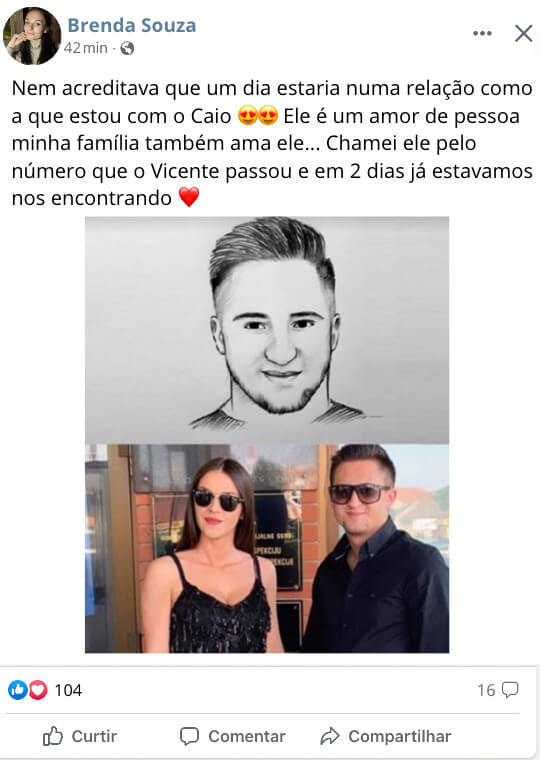 Brenda Souza
42 min ·
Nem acreditava que um dia estaria numa relação como
a que estou com o Caio 😍😍 Ele é um amor de pessoa
minha família também ama ele... Chamei ele pelo
número que o Vicente passou e em 2 dias já estavamos
nos encontrando ❤️
PEKCIJU
PEKCIJE
104
16
Curtir Comentar Compartilhar